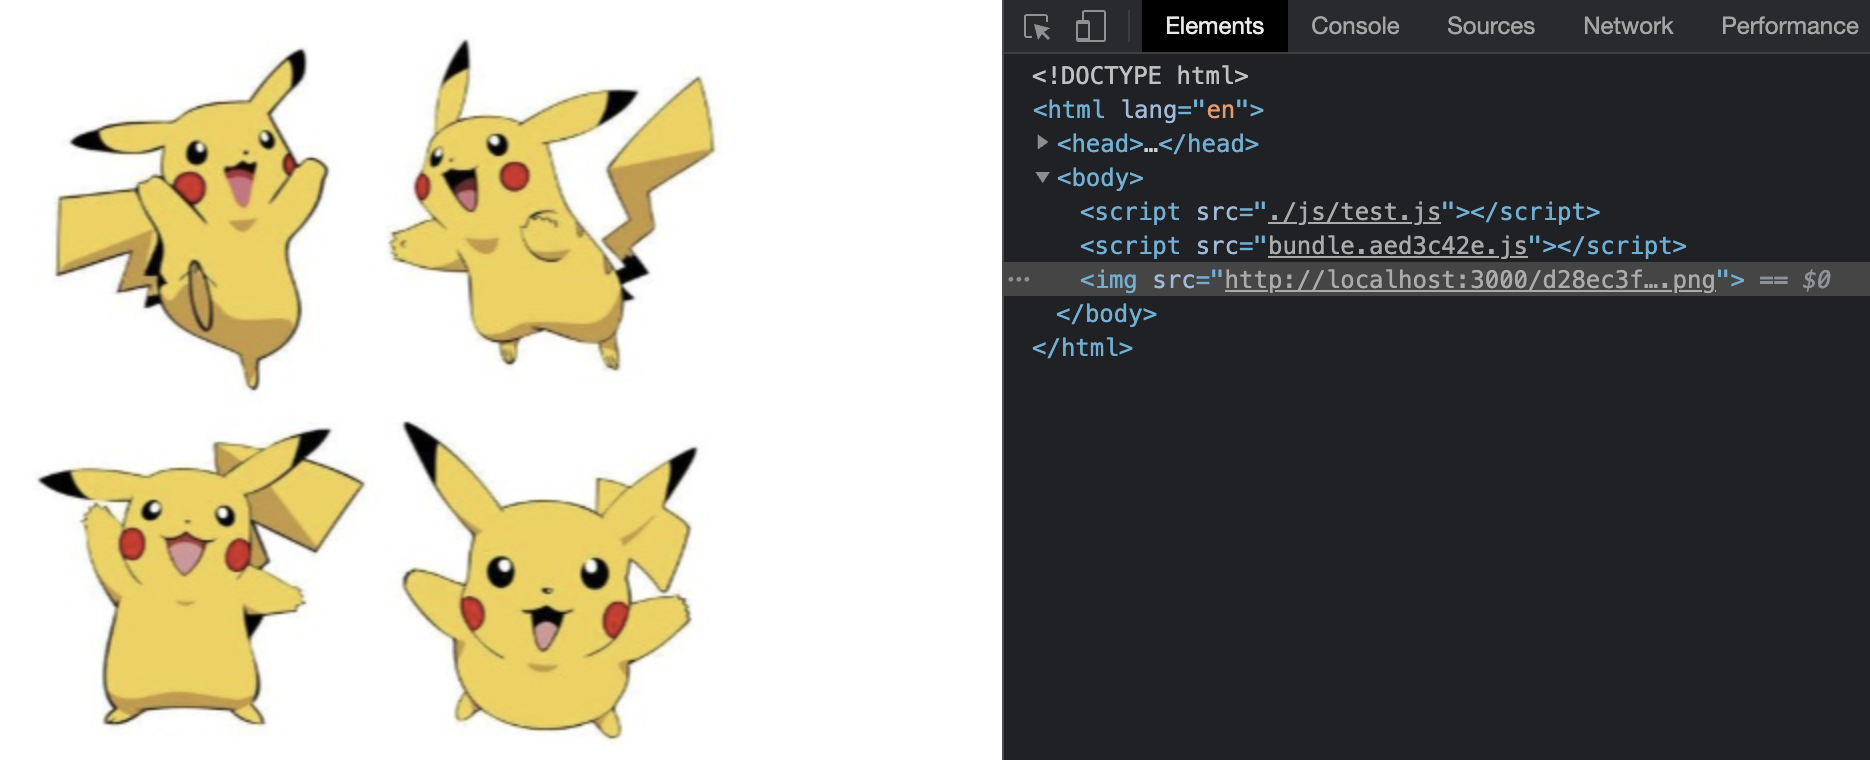 Elements Console Sources Network Performance
<!DOCTYPE html>
<html lang="en">
<head>…</head>
<body>
<script src="./js/test.js"></script>
<script src="bundle.aed3c42e.js"></script>
<img src="http://localhost:3000/d28ec3f….png"> == $0
</body>
</html>